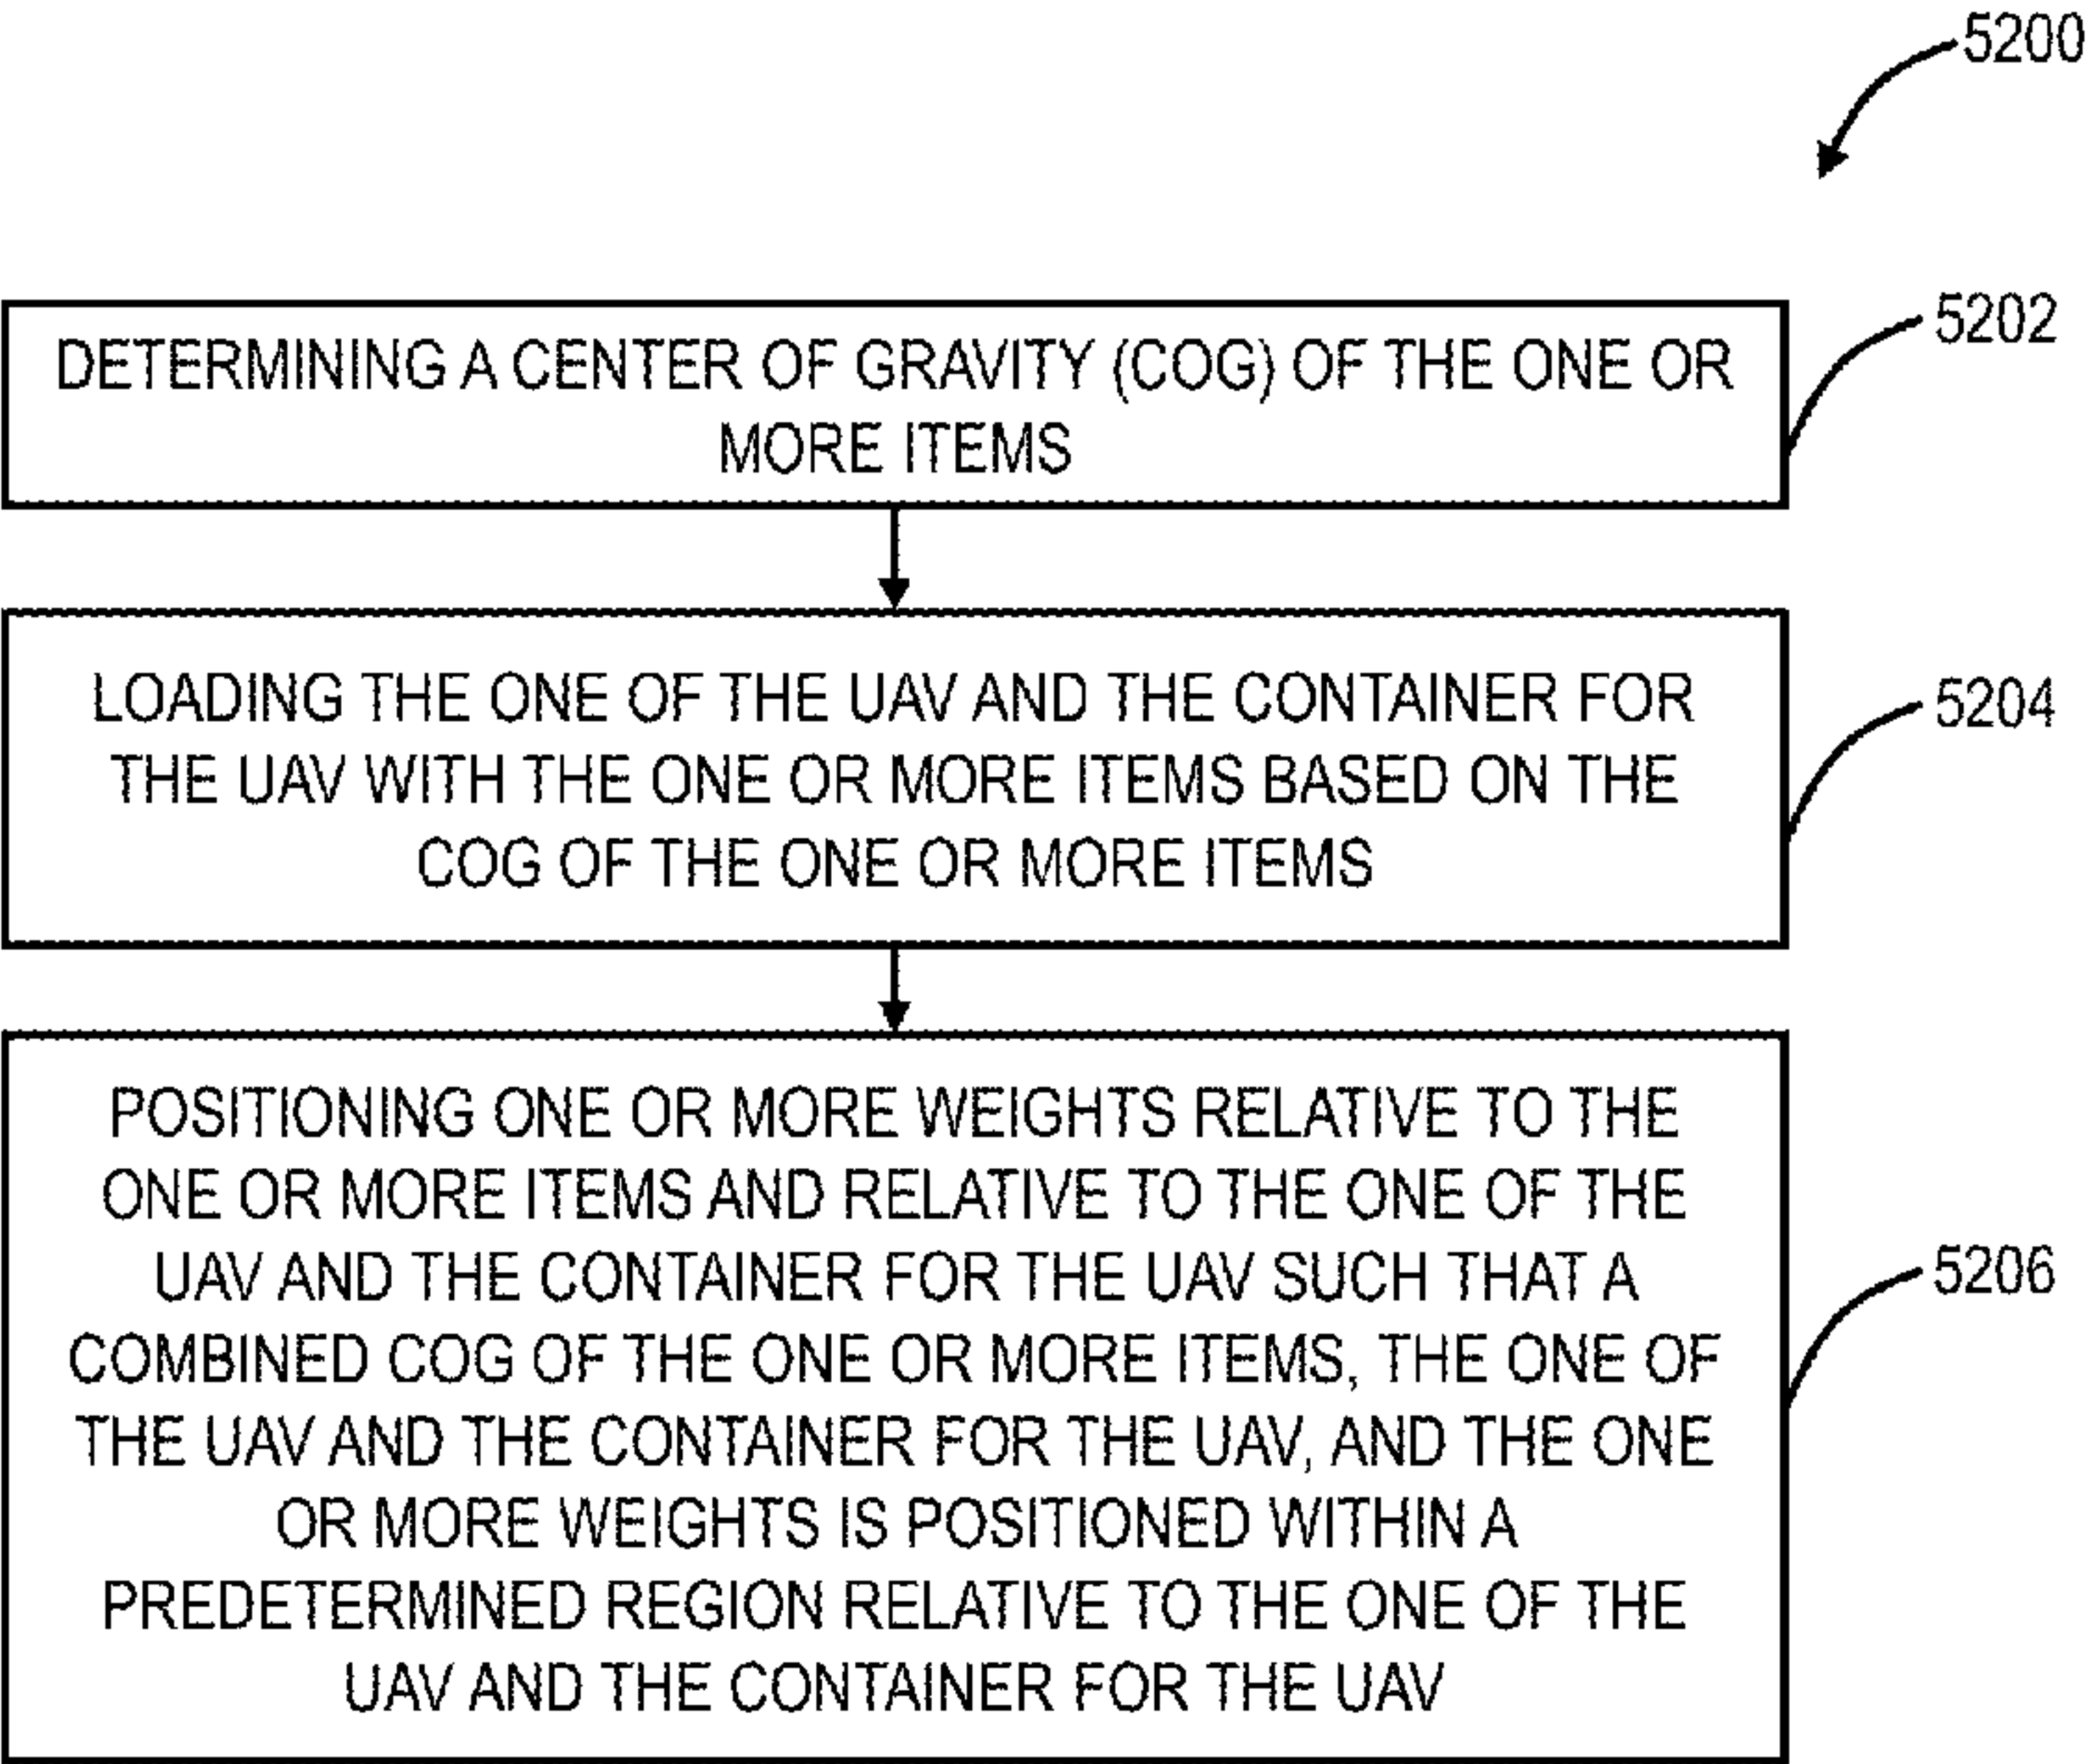 5200
DETERMINING A CENTER OF GRAVITY (COG) OF THE ONE OR
MORE ITEMS
5202
LOADING THE ONE OF THE UAV AND THE CONTAINER FOR
THE UAV WITH THE ONE OR MORE ITEMS BASED ON THE
COG OF THE ONE OR MORE ITEMS
5204
POSITIONING ONE OR MORE WEIGHTS RELATIVE TO THE
ONE OR MORE ITEMS AND RELATIVE TO THE ONE OF THE
UAV AND THE CONTAINER FOR THE UAV SUCH THAT A
COMBINED COG OF THE ONE OR MORE ITEMS, THE ONE OF
THE UAV AND THE CONTAINER FOR THE UAV, AND THE ONE
OR MORE WEIGHTS IS POSITIONED WITHIN A
PREDETERMINED REGION RELATIVE TO THE ONE OF THE
UAV AND THE CONTAINER FOR THE UAV
5206